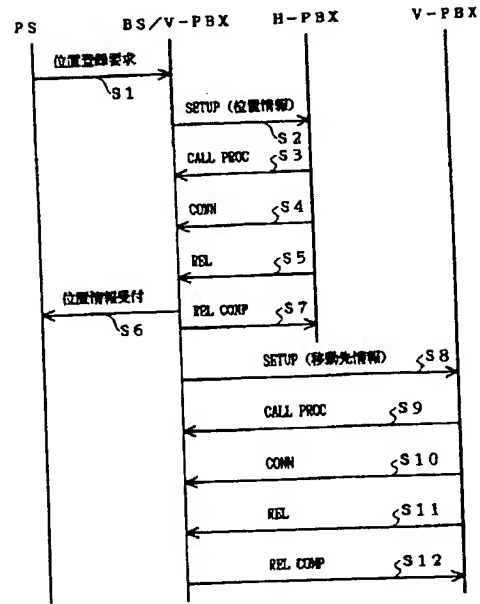 PS BS/V-PBX H-PBX V-PBX
位置登録要求
S1
SETUP (位置情報)
S2
CALL PROC S3
CONN S4
REL S5
位置情報受付
S6
REL COMP S7
SETUP (移動先情報) S8
CALL PROC S9
CONN S10
REL S11
REL COMP S12